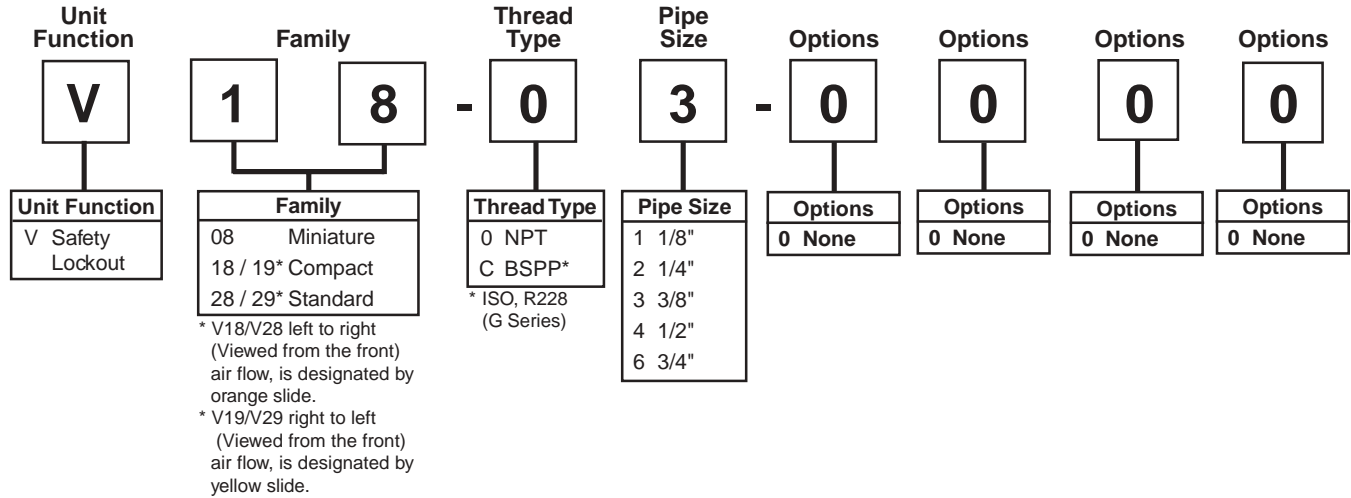 Unit Function
Family
Thread Type
Pipe Size
Options
Options
Options
Options
V 1 8 - 0 3 - 0 0 0 0
Unit Function
V Safety
Lockout
Family
08 Miniature
18 / 19* Compact
28 / 29* Standard
* V18/V28 left to right
(Viewed from the front)
air flow, is designated by
orange slide.
* V19/V29 right to left
(Viewed from the front)
air flow, is designated by
yellow slide.
Thread Type
0 NPT
C BSPP*
* ISO, R228
(G Series)
Pipe Size
1 1/8"
2 1/4"
3 3/8"
4 1/2"
6 3/4"
Options
0 None
Options
0 None
Options
0 None
Options
0 None